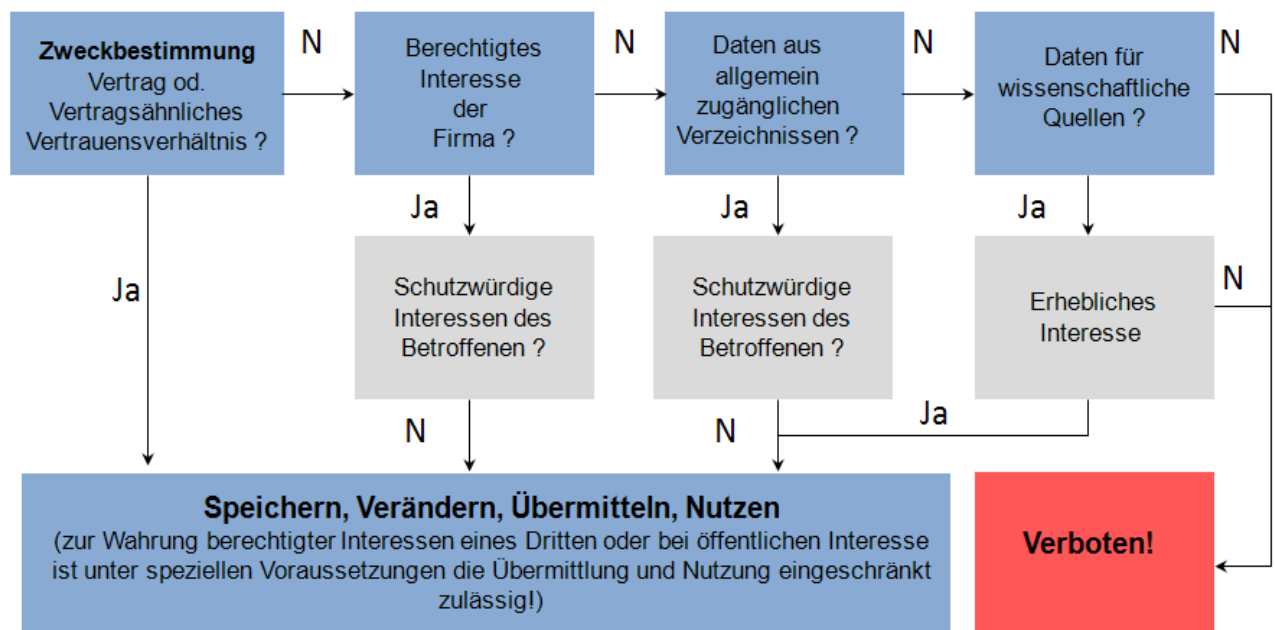 Zweckbestimmung
Vertrag od.
Vertragsähnliches
Vertrauensverhältnis ?
N
Berechtigtes
Interesse
der
Firma ?
N
Daten aus
allgemein
zugänglichen
Verzeichnissen ?
N
Daten für
wissenschaftliche
Quellen ?
N
Ja
Ja
Ja
Ja
Schutzwürdige
Interessen des
Betroffenen ?
Schutzwürdige
Interessen des
Betroffenen ?
Erhebliches
Interesse
N
N
N
Ja
Speichern, Verändern, Übermitteln, Nutzen
(zur Wahrung berechtigter Interessen eines Dritten oder bei öffentlichen Interesse
ist unter speziellen Voraussetzungen die Übermittlung und Nutzung eingeschränkt
zulässig!)
Verboten!